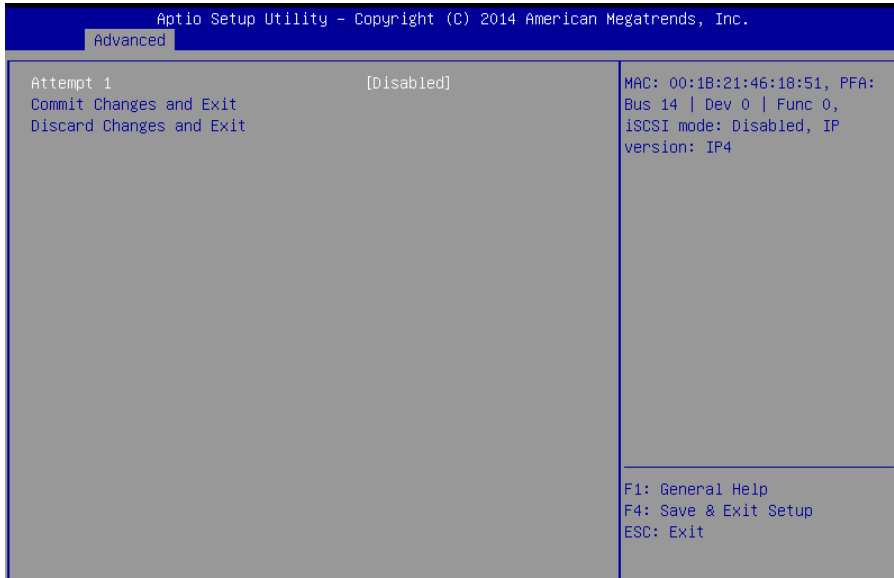 Aptio Setup Utility – Copyright (C) 2014 American Megatrends, Inc.
Advanced
Attempt 1 [Disabled]
Commit Changes and Exit
Discard Changes and Exit
MAC: 00:1B:21:46:18:51, PFA:
Bus 14 | Dev 0 | Func 0,
iSCSI mode: Disabled, IP
version: IP4
F1: General Help
F4: Save & Exit Setup
ESC: Exit